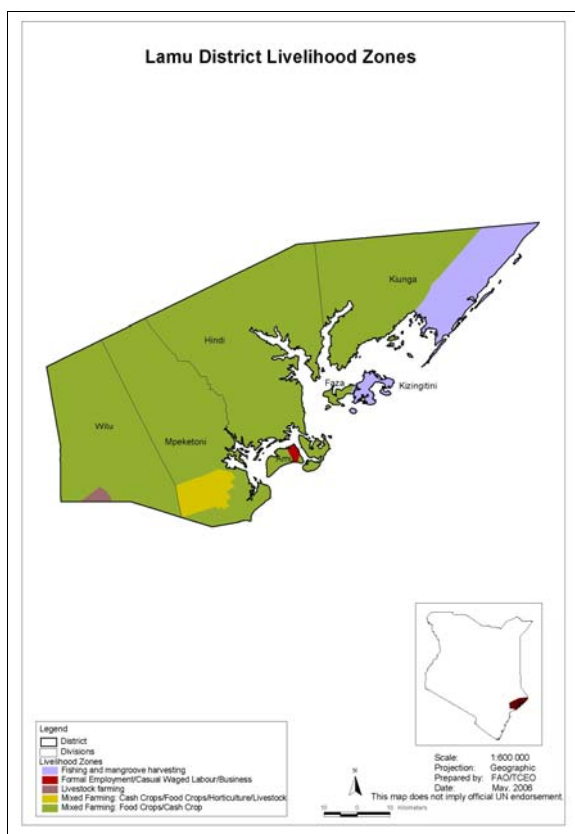 Lamu District Livelihood Zones
Kiunga
Hindi
Faza
Kizingitini
Witu
Mpeketoni
Legend
District
Divisions
Livelihood Zones
Fishing and mangroove harvesting
Formal Employment/Casual Waged Labour/Business
Livestock farming
Mixed Farming: Cash Crops/Food Crops/Horticulture/Livestock
Mixed Farming: Food Crops/Cash Crop
N
10 0 10 Kilometers
Scale: 1:600 000
Projection: Geographic
Prepared by: FAO/TCEO
Date: May, 2006
This map does not imply official UN endorsement.